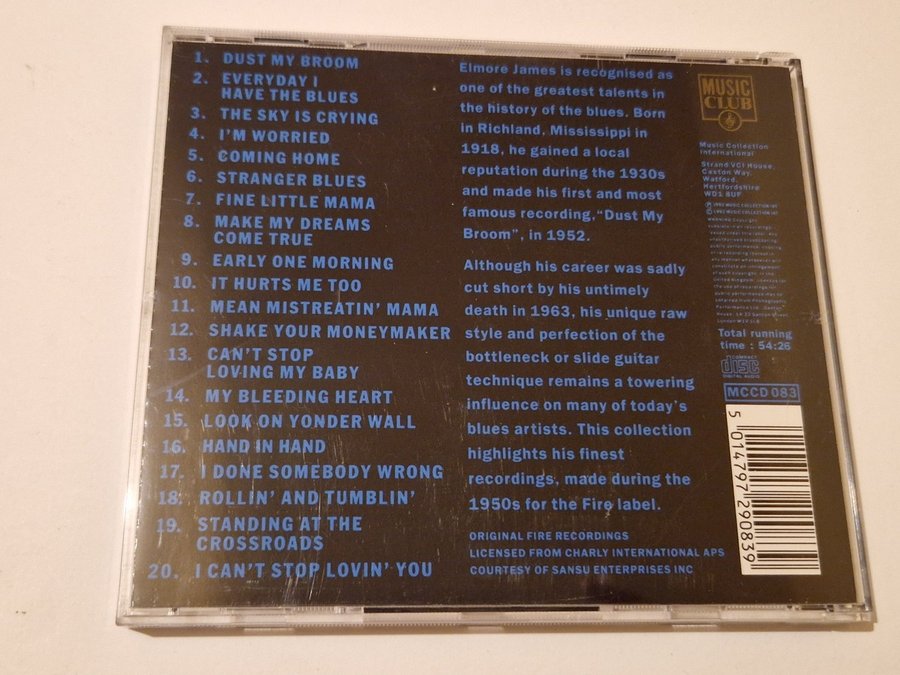 1. DUST MY BROOM
2. EVERYDAY I
HAVE THE BLUES
3. THE SKY IS CRYING
4. I'M WORRIED
5. COMING HOME
6. STRANGER BLUES
7. FINE LITTLE MAMA
8. MAKE MY DREAMS
COME TRUE
9. EARLY ONE MORNING
10. IT HURTS ME TOO
11. MEAN MISTREATIN' MAMA
12. SHAKE YOUR MONEYMAKER
13. CAN'T STOP
LOVING MY BABY
14. MY BLEEDING HEART
15. LOOK ON YONDER WALL
16. HAND IN HAND
17. I DONE SOMEBODY WRONG
18. ROLLIN' AND TUMBLIN'
19. STANDING AT THE
CROSSROADS
20. I CAN'T STOP LOVIN' YOU
Elmore James is recognised as
one of the greatest talents in
the history of the blues. Born
in Richland, Mississippi in
1918, he gained a local
reputation during the 1930s
and made his first and most
famous recording, "Dust My
Broom", in 1952.
Although his career was sadly
cut short by his untimely
death in 1963, his unique raw
style and perfection of the
bottleneck or slide guitar
technique remains a towering
influence on many of today's
blues artists. This collection
highlights his finest
recordings, made during the
1950s for the Fire label.
ORIGINAL FIRE RECORDINGS
LICENSED FROM CHARLY INTERNATIONAL APS
COURTESY OF SANSU ENTERPRISES INC
MUSIC
CLUB
Music Collection
International
Strand VCI House,
Caxton Way,
Watford,
Hertfordshire
WD1 8UF
Total running
time : 54:26
COMPACT
disc
DIGITAL AUDIO
MCCD 083
5 014797 290839